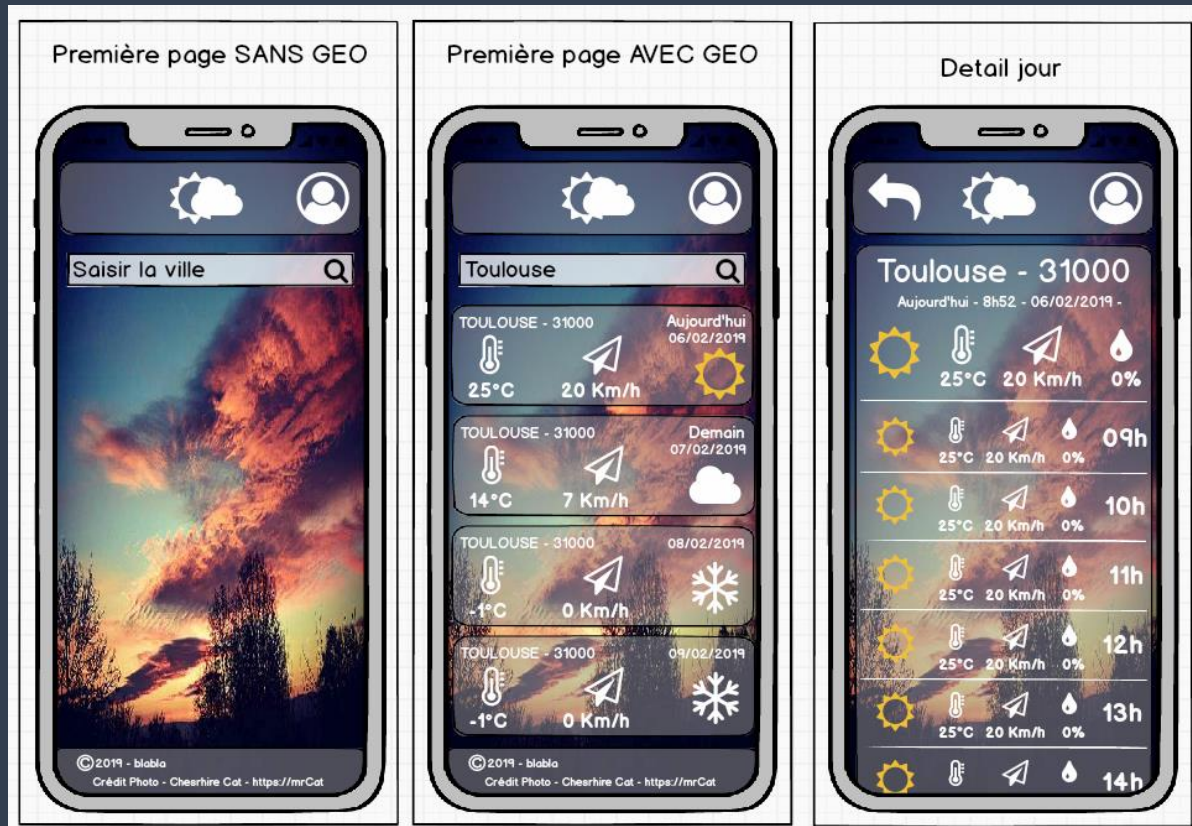 Première page SANS GEO
Saisir la ville
©2019 - blabla
Crédit Photo - Chesrhire Cat - https://mrCat
Première page AVEC GEO
Toulouse
TOULOUSE - 31000
Aujourd'hui
06/02/2019
25°C
20 Km/h
TOULOUSE - 31000
Demain
07/02/2019
14°C
7 Km/h
TOULOUSE - 31000
08/02/2019
-1°C
0 Km/h
TOULOUSE - 31000
09/02/2019
-1°C
0 Km/h
©2019 - blabla
Crédit Photo - Chesrhire Cat - https://mrCat
Detail jour
Toulouse - 31000
Aujourd'hui - 8h52 - 06/02/2019 -
25°C 20 Km/h 0%
09h
25°C 20 Km/h 0%
10h
25°C 20 Km/h 0%
11h
25°C 20 Km/h 0%
12h
25°C 20 Km/h 0%
13h
25°C 20 Km/h 0%
14h